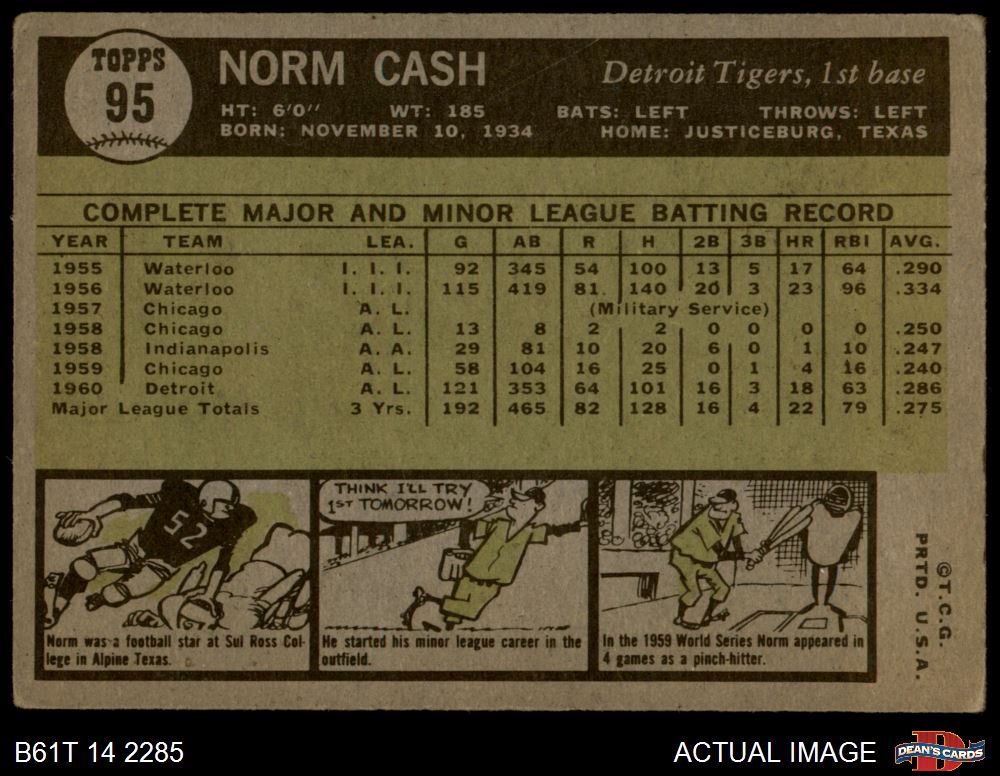 TOPPS
95
NORM CASH
Detroit Tigers, 1st base
HT: 6'0" WT: 185 BATS: LEFT THROWS: LEFT
BORN: NOVEMBER 10, 1934 HOME: JUSTICEBURG, TEXAS
COMPLETE MAJOR AND MINOR LEAGUE BATTING RECORD
YEAR TEAM LEA. G AB R H 2B 3B HR RBI AVG.
1955 Waterloo I. I. I. 92 345 54 100 13 5 17 64 .290
1956 Waterloo I. I. I. 115 419 81. 140 20 3 23 96 .334
1957 Chicago A. L. (Military Service)
1958 Chicago A. L. 13 8 2 2 0 0 0 0 .250
1958 Indianapolis A. A. 29 81 10 20 6 0 1 10 .247
1959 Chicago A. L. 58 104 16 25 0 1 4 16 .240
1960 Detroit A. L. 121 353 64 101 16 3 18 63 .286
Major League Totals 3 Yrs. 192 465 82 128 16 4 22 79 .275
52
Norm was a football star at Sul Ross Col-
lege in Alpine Texas.
THINK I'LL TRY
1ST TOMORROW!
He started his minor league career in the
outfield.
In the 1959 World Series Norm appeared in
4 games as a pinch-hitter.
©T.C.G.
PRTD. U.S.A.
B61T 14 2285
ACTUAL IMAGE
D
DEAN'S CARDS